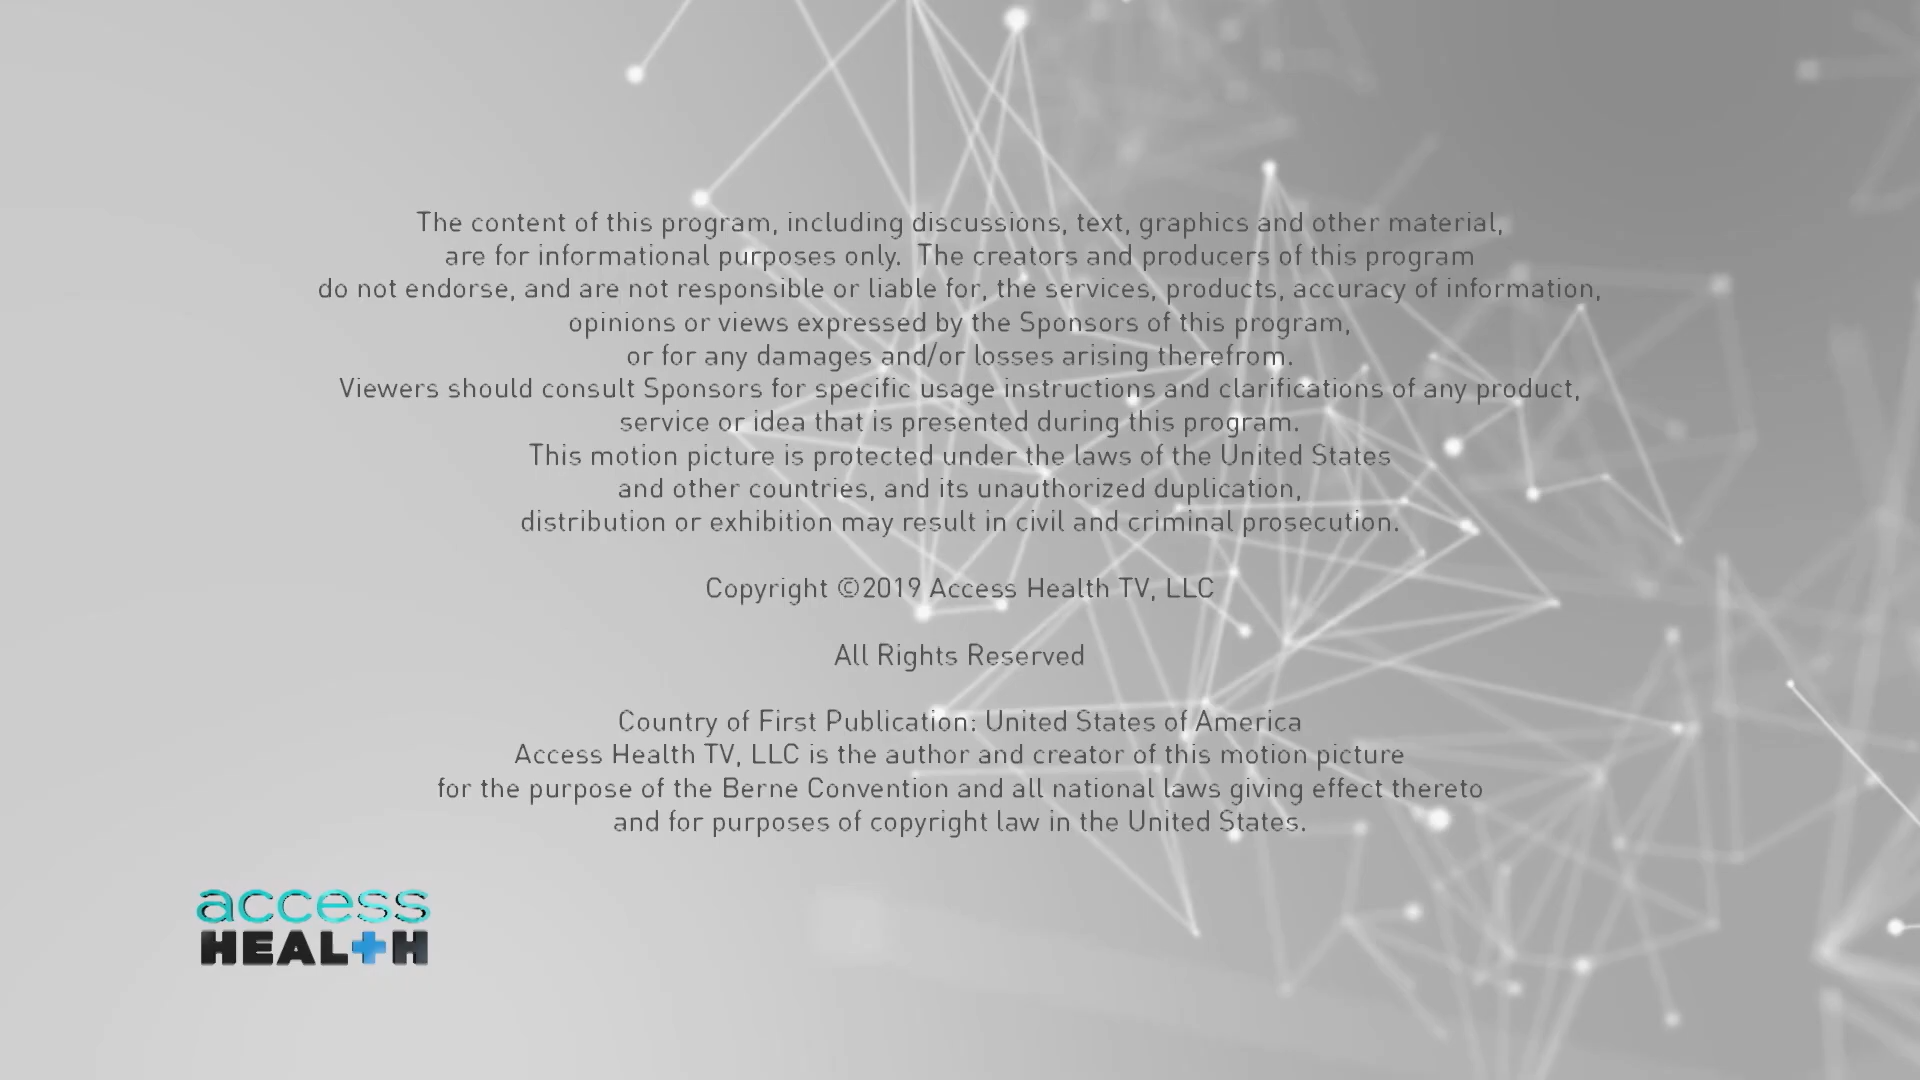 The content of this program, including discussions, text, graphics and other material,
are for informational purposes only. The creators and producers of this program
do not endorse, and are not responsible or liable for, the services, products, accuracy of information,
opinions or views expressed by the Sponsors of this program,
or for any damages and/or losses arising therefrom.
Viewers should consult Sponsors for specific usage instructions and clarifications of any product,
service or idea that is presented during this program.
This motion picture is protected under the laws of the United States
and other countries, and its unauthorized duplication,
distribution or exhibition may result in civil and criminal prosecution.
Copyright ©2019 Access Health TV, LLC
All Rights Reserved
Country of First Publication: United States of America
Access Health TV, LLC is the author and creator of this motion picture
for the purpose of the Berne Convention and all national laws giving effect thereto
and for purposes of copyright law in the United States.
access
HEALTH